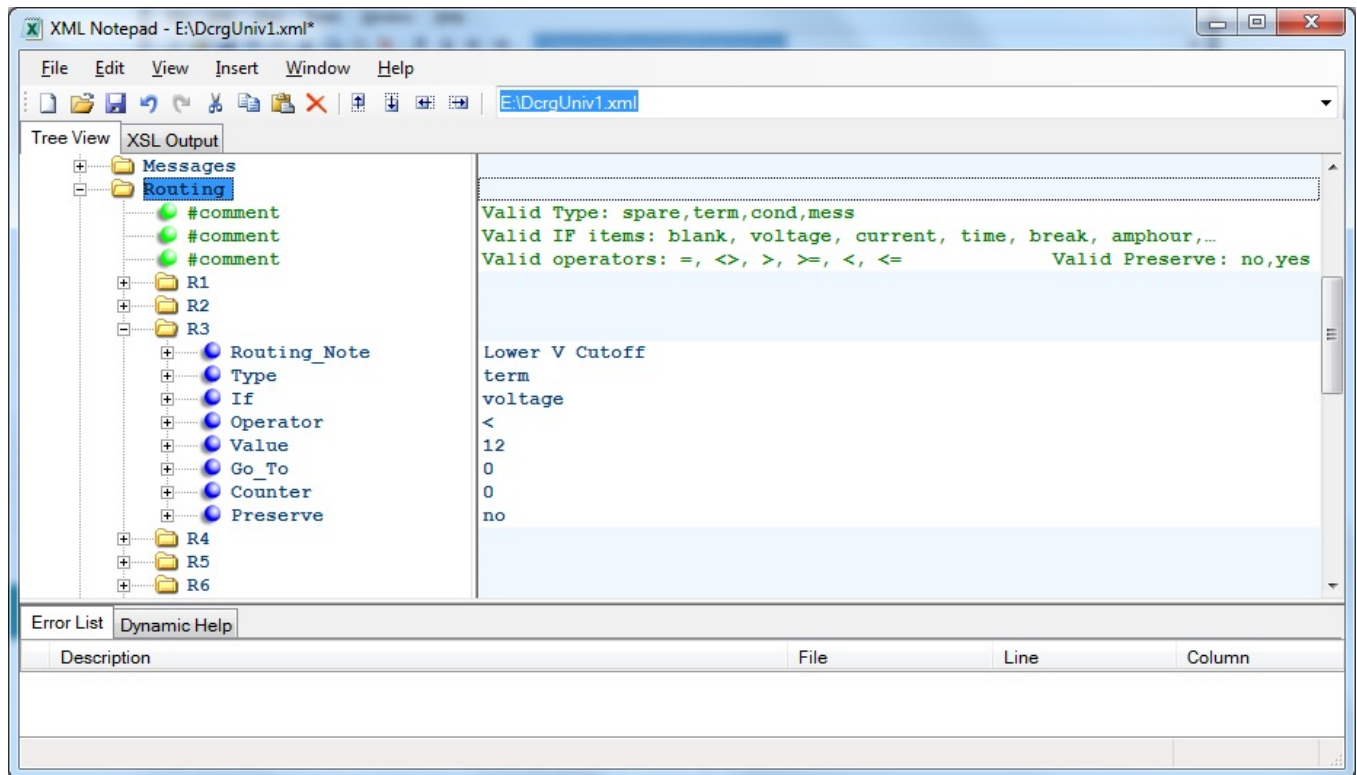 XML Notepad - E:\DcrgUniv1.xml*
File Edit View Insert Window Help
E:\DcrgUniv1.xml
Tree View XSL Output
Messages
Routing
#comment Valid Type: spare,term,cond,mess
#comment Valid IF items: blank, voltage, current, time, break, amphour,…
#comment Valid operators: =, <>, >, >=, <, <= Valid Preserve: no,yes
R1
R2
R3
Routing_Note Lower V Cutoff
Type term
If voltage
Operator <
Value 12
Go_To 0
Counter 0
Preserve no
R4
R5
R6
Error List Dynamic Help
Description File Line Column